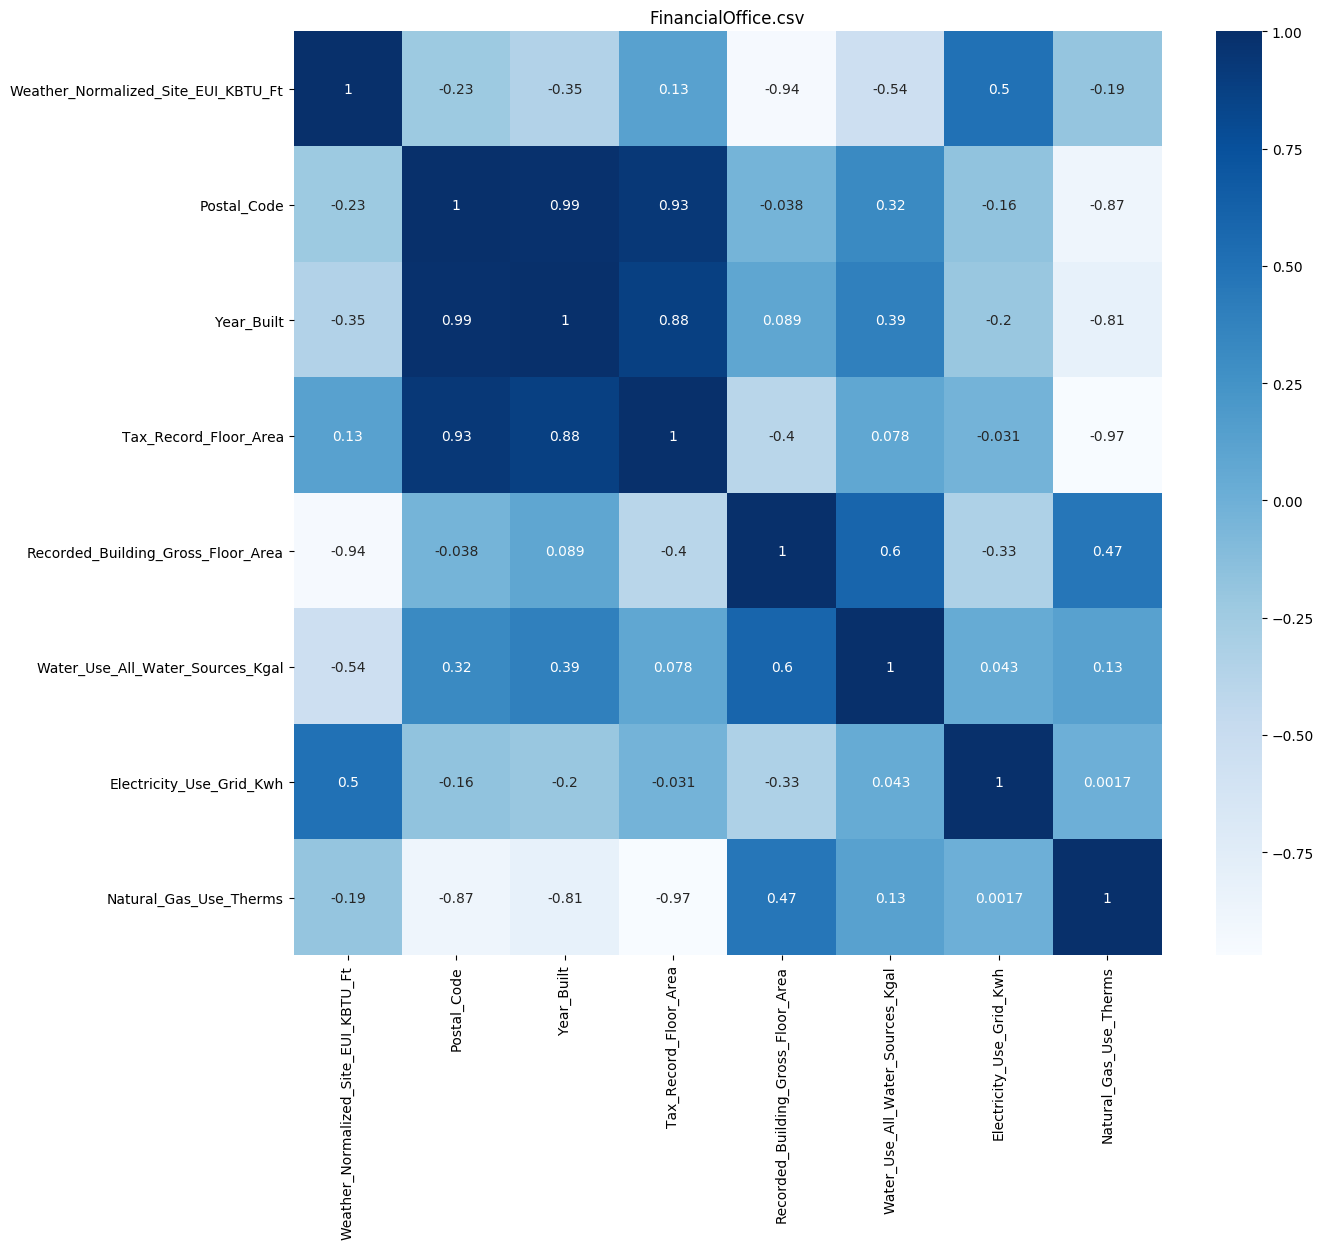 FinancialOffice.csv
Weather_Normalized_Site_EUI_KBTU_Ft 1 -0.23 -0.35 0.13 -0.94 -0.54 0.5 -0.19
Postal_Code -0.23 1 0.99 0.93 -0.038 0.32 -0.16 -0.87
Year_Built -0.35 0.99 1 0.88 0.089 0.39 -0.2 -0.81
Tax_Record_Floor_Area 0.13 0.93 0.88 1 -0.4 0.078 -0.031 -0.97
Recorded_Building_Gross_Floor_Area -0.94 -0.038 0.089 -0.4 1 0.6 -0.33 0.47
Water_Use_All_Water_Sources_Kgal -0.54 0.32 0.39 0.078 0.6 1 0.043 0.13
Electricity_Use_Grid_Kwh 0.5 -0.16 -0.2 -0.031 -0.33 0.043 1 0.0017
Natural_Gas_Use_Therms -0.19 -0.87 -0.81 -0.97 0.47 0.13 0.0017 1
Weather_Normalized_Site_EUI_KBTU_Ft
Postal_Code
Year_Built
Tax_Record_Floor_Area
Recorded_Building_Gross_Floor_Area
Water_Use_All_Water_Sources_Kgal
Electricity_Use_Grid_Kwh
Natural_Gas_Use_Therms
1.00
0.75
0.50
0.25
0.00
−0.25
−0.50
−0.75